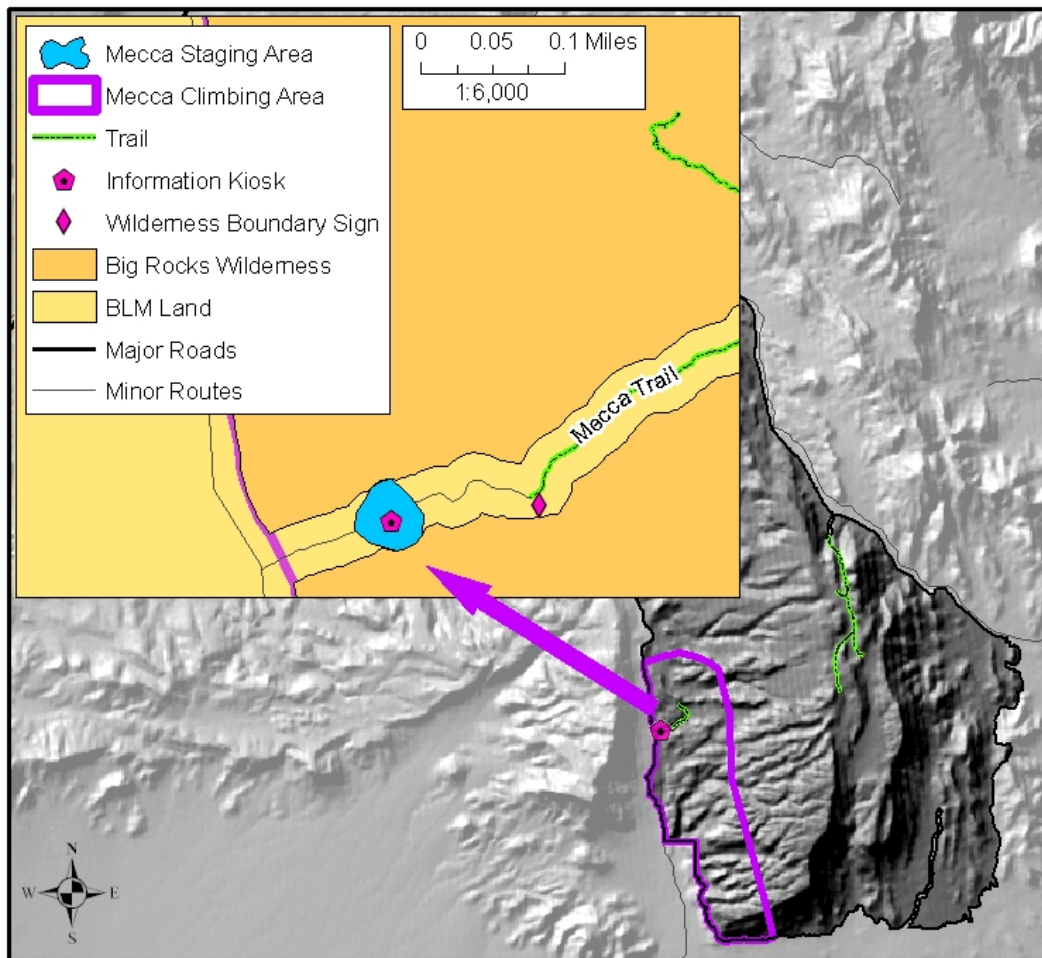 Mecca Staging Area
Mecca Climbing Area
Trail
Information Kiosk
Wilderness Boundary Sign
Big Rocks Wilderness
BLM Land
Major Roads
Minor Routes
0 0.05 0.1 Miles
1:6,000
Mecca Trail
N
W E
S